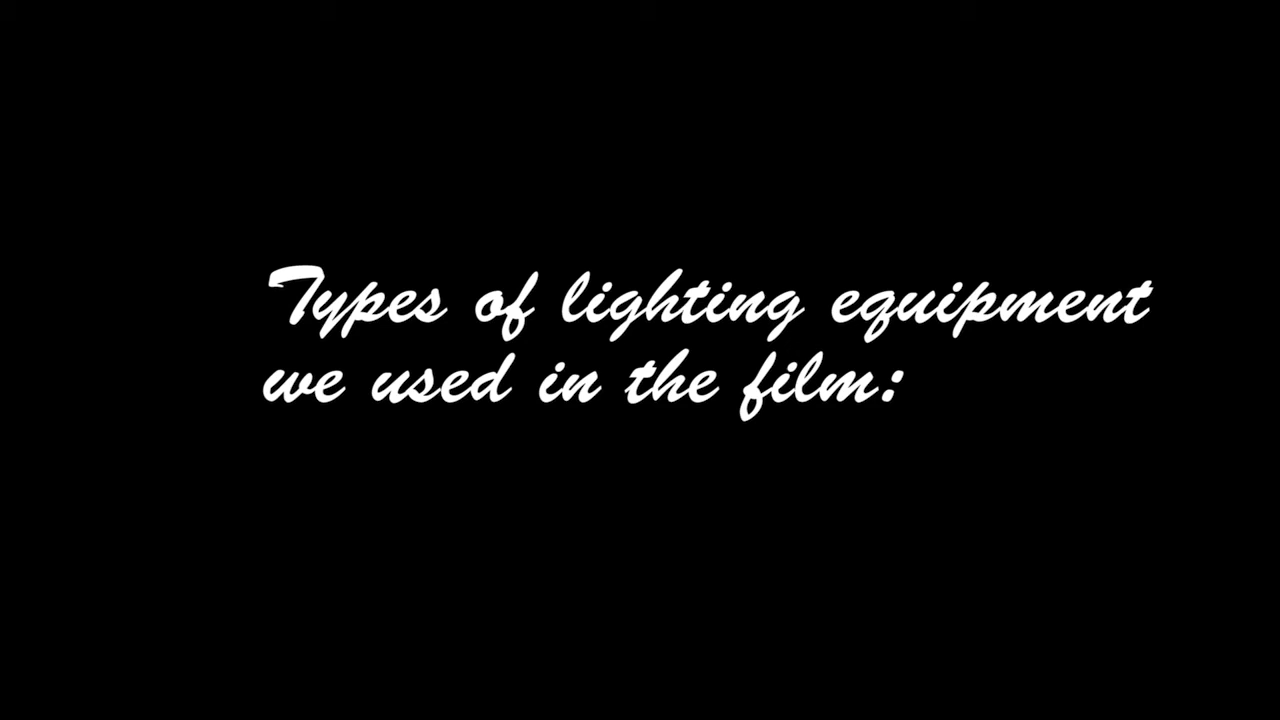 Types of lighting equipment
we used in the film: